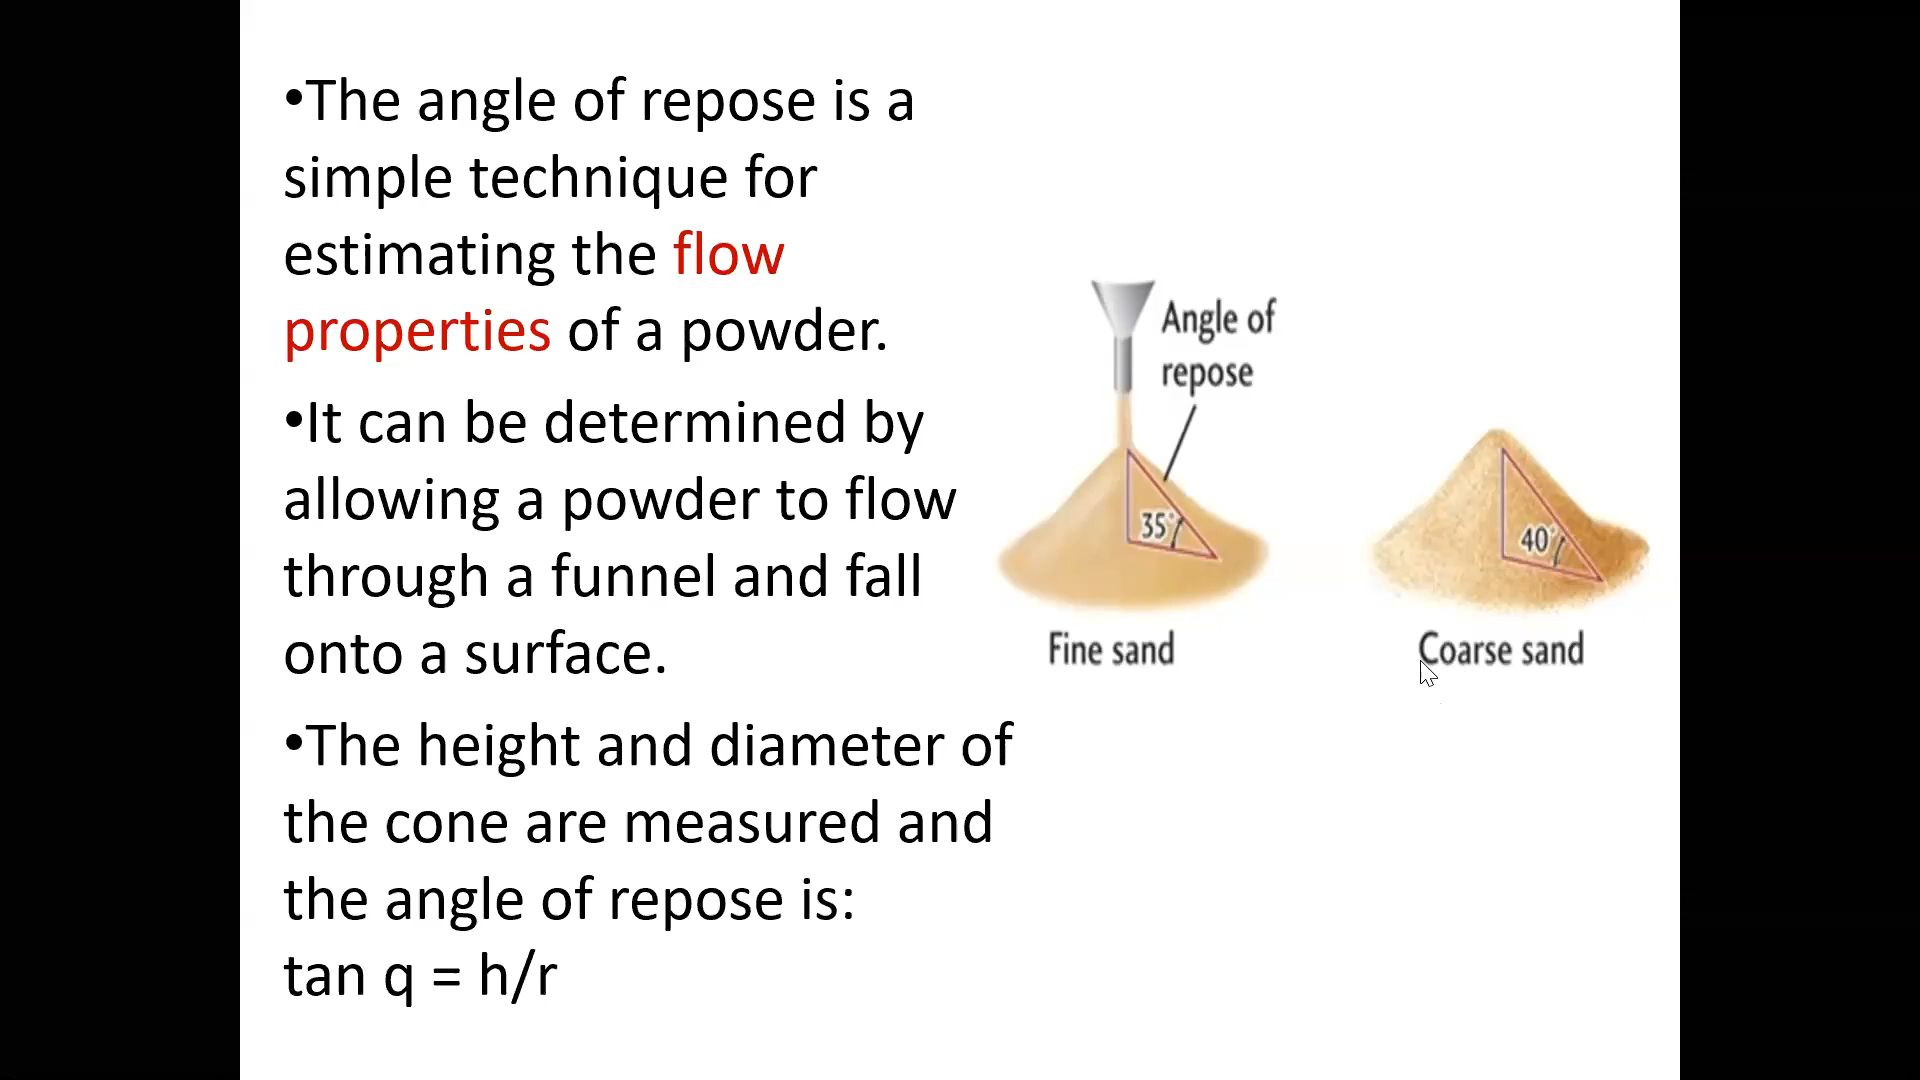 •The angle of repose is a
simple technique for
estimating the flow
properties of a powder.
•It can be determined by
allowing a powder to flow
through a funnel and fall
onto a surface.
•The height and diameter of
the cone are measured and
the angle of repose is:
tan q = h/r
Angle of
repose
35°
Fine sand
40°
Coarse sand